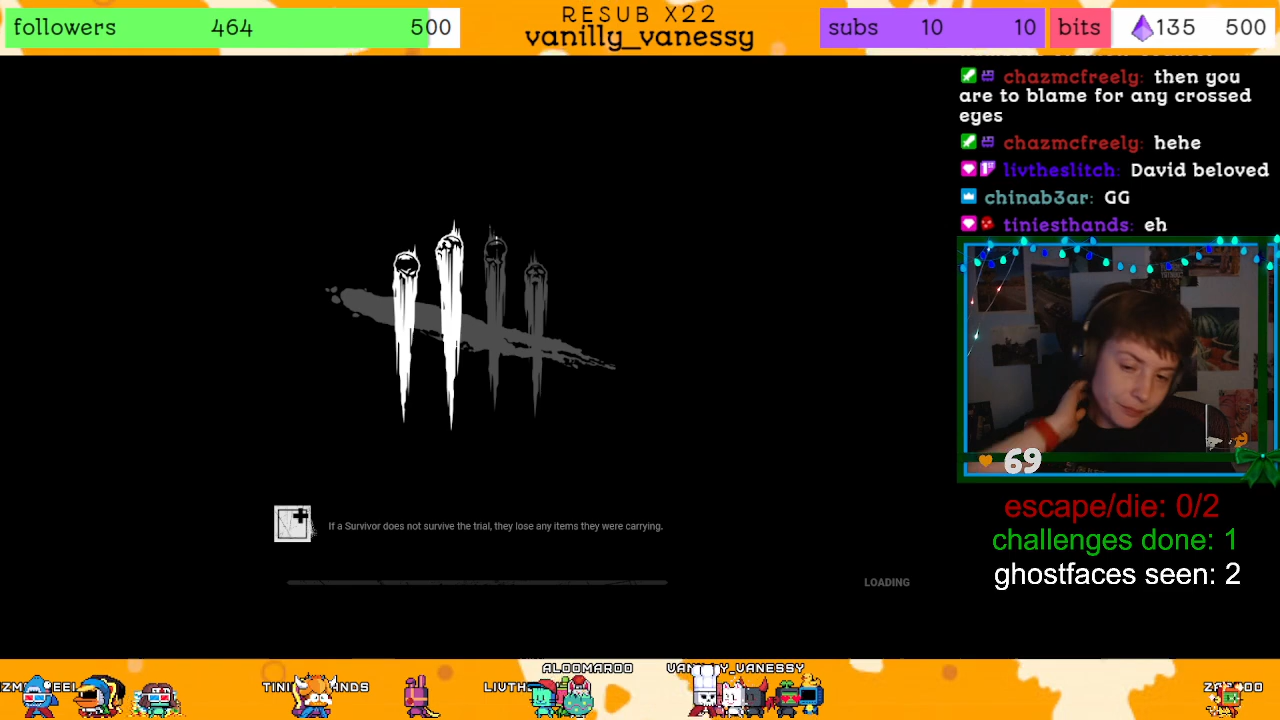 followers 464 500
RESUB X22
vanilly_vanessy
subs 10 10
bits 135 500
chazmcfreely: then you
are to blame for any crossed
eyes
chazmcfreely: hehe
livtheslitch: David beloved
chinab3ar: GG
tiniesthands: eh
69
escape/die: 0/2
challenges done: 1
ghostfaces seen: 2
If a Survivor does not survive the trial, they lose any items they were carrying.
LOADING
ALOOMAROO